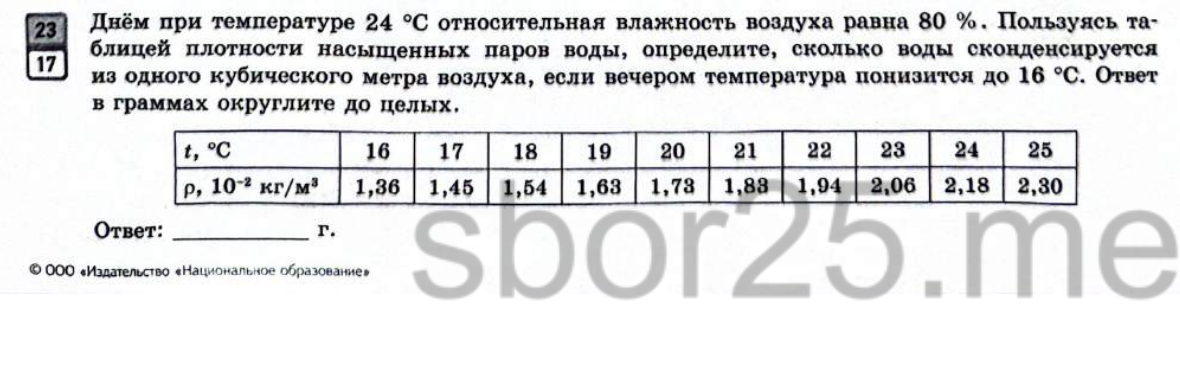 23 Днём при температуре 24 °С относительная влажность воздуха равна 80 %. Пользуясь та-
17 блицей плотности насыщенных паров воды, определите, сколько воды сконденсируется
из одного кубического метра воздуха, если вечером температура понизится до 16 °С. Ответ
в граммах округлите до целых.
t, °C 16 17 18 19 20 21 22 23 24 25
ρ, 10⁻² кг/м³ 1,36 1,45 1,54 1,63 1,73 1,83 1,94 2,06 2,18 2,30
Ответ: ____________ г.
© ООО «Издательство «Национальное образование»
sbor25.me